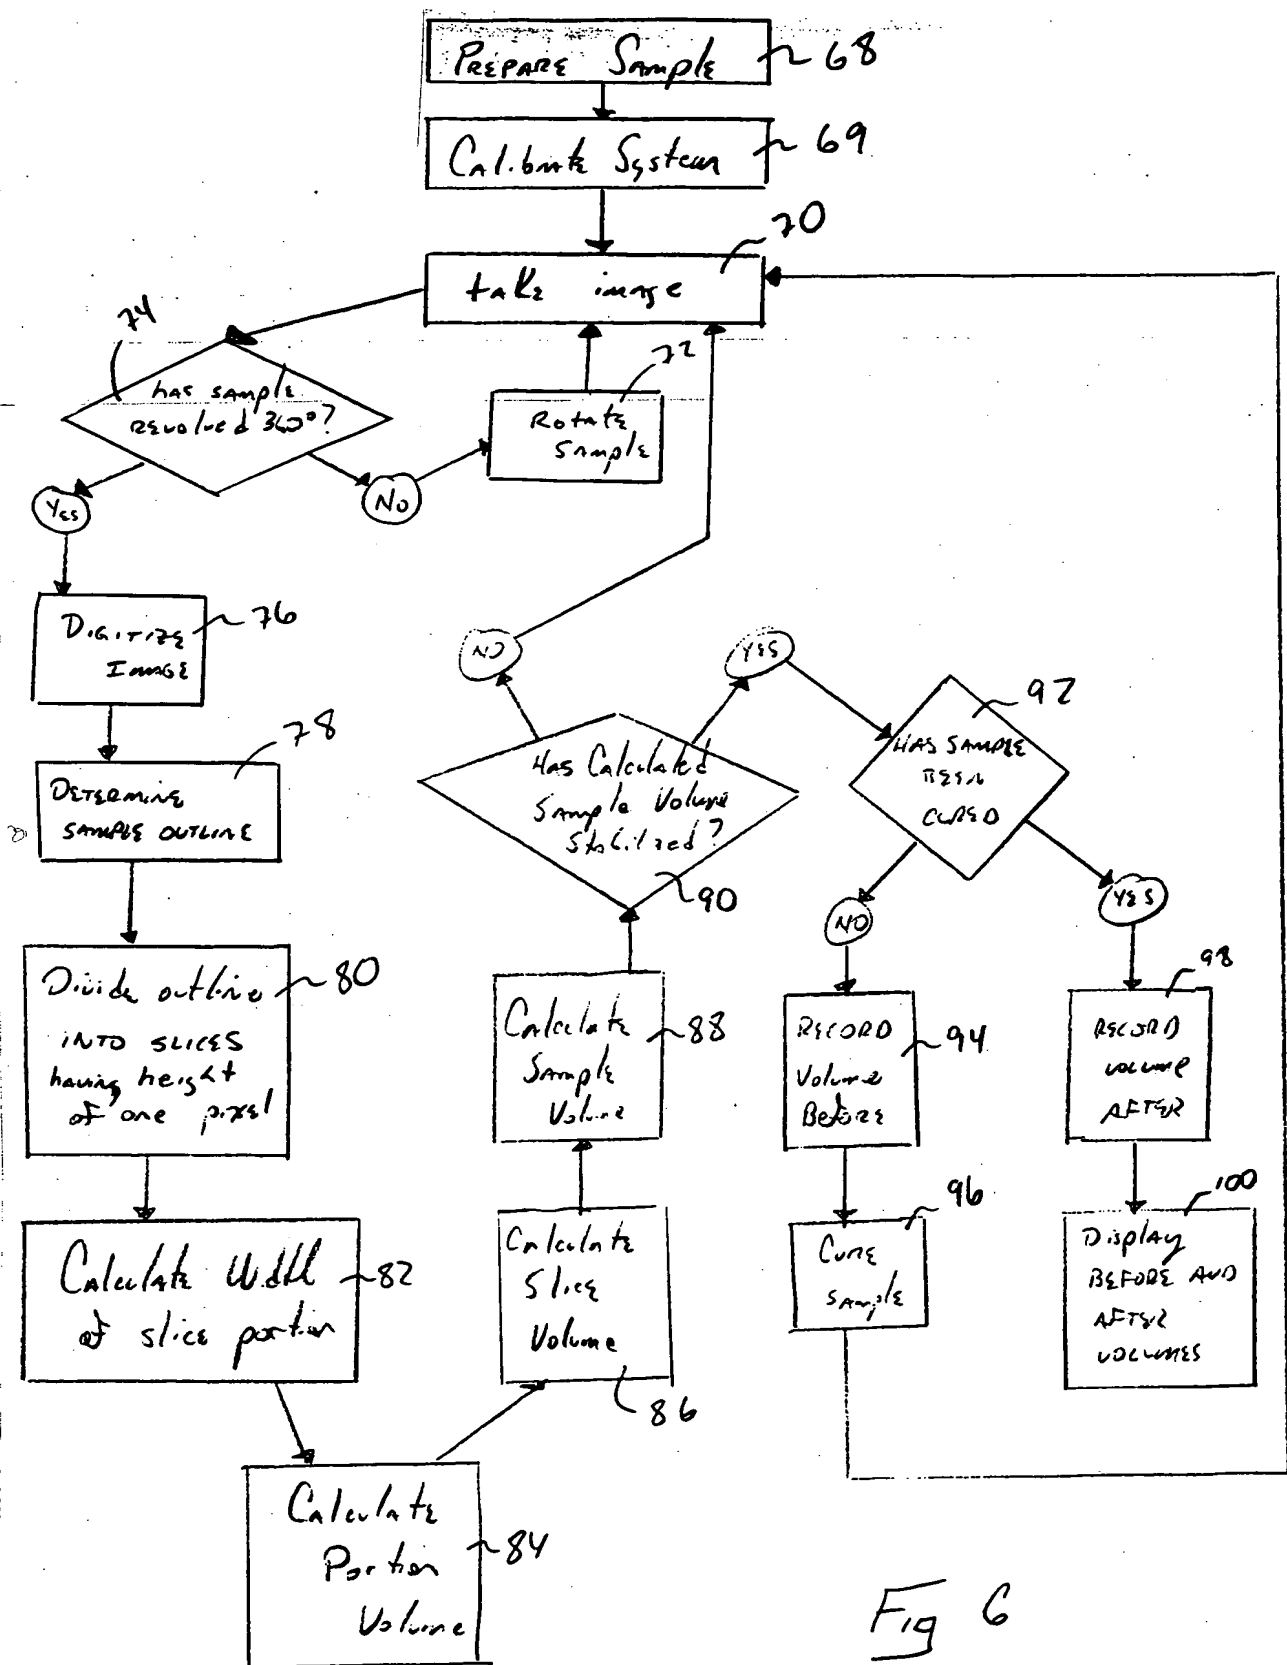 Prepare Sample
68
Calibrate System
69
take image
70
74
has sample
revolved 360°?
72
Rotate
Sample
Yes
No
Digitize
Image
76
Determine
Sample Outline
78
Divide outline
into slices
having height
of one pixel
80
Calculate Width
of slice portion
82
Calculate
Portion
Volume
84
Calculate
Slice
Volume
86
Calculate
Sample
Volume
88
Has Calculated
Sample Volume
Stabilized?
90
NO
YES
92
HAS SAMPLE
BEEN
CURED
NO
YES
RECORD
Volume
Before
94
Cure
Sample
96
98
RECORD
VOLUME
AFTER
100
Display
BEFORE AND
AFTER
VOLUMES
Fig 6